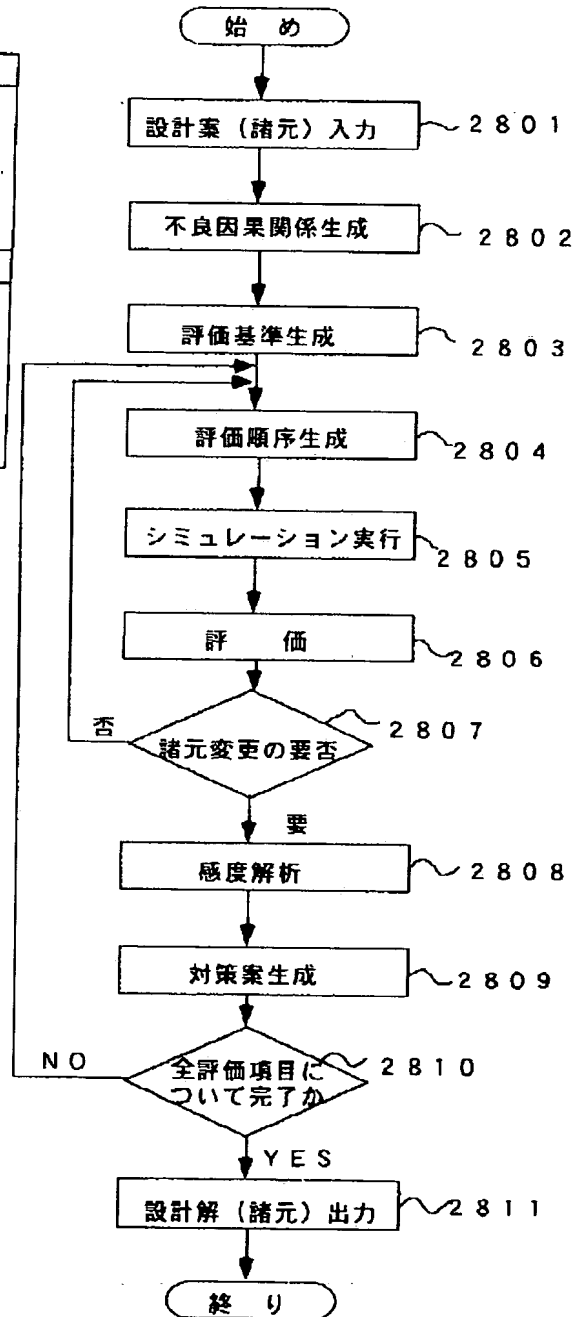 始 め
設計案（諸元）入力
2801
不良因果関係生成
2802
評価基準生成
2803
評価順序生成
2804
シミュレーション実行
2805
評 価
2806
諸元変更の要否
2807
否
要
感度解析
2808
対策案生成
2809
全評価項目に
ついて完了か
2810
NO
YES
設計解（諸元）出力
2811
終 り